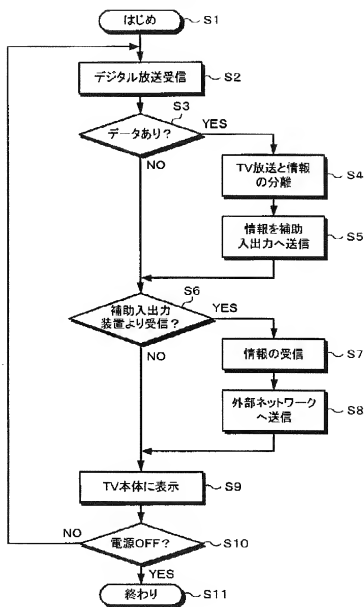 はじめ
S1
デジタル放送受信
S2
S3
データあり?
YES
NO
TV放送と情報
の分離
S4
情報を補助
入出力へ送信
S5
S6
補助入出力
装置より受信?
YES
NO
情報の受信
S7
外部ネットワーク
へ送信
S8
TV本体に表示
S9
NO
電源OFF?
S10
YES
終わり
S11